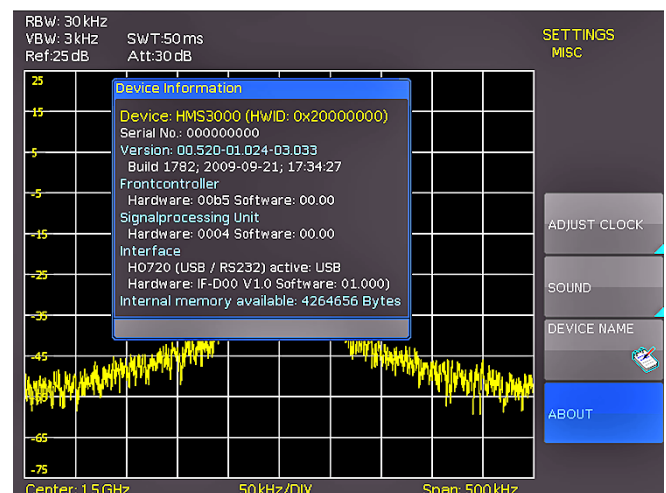 RBW: 30 kHz
VBW: 3 kHz SWT:50 ms
Ref:25 dB Att:30 dB
SETTINGS
MISC
25
15
-5
-5
-15
-25
-35
-45
-65
-75
Device Information
Device: HMS3000 (HWID: 0x20000000)
Serial No.: 000000000
Version: 00.520-01.024-03.033
Build 1782; 2009-09-21; 17:34:27
Frontcontroller
Hardware: 00b5 Software: 00.00
Signalprocessing Unit
Hardware: 0004 Software: 00.00
Interface
HO720 (USB / RS232) active: USB
Hardware: IF-D00 V1.0 Software: 01.000)
Internal memory available: 4264656 Bytes
ADJUST CLOCK
SOUND
DEVICE NAME
ABOUT
Center: 1.5 GHz 50 kHz/DIV Span: 500 kHz